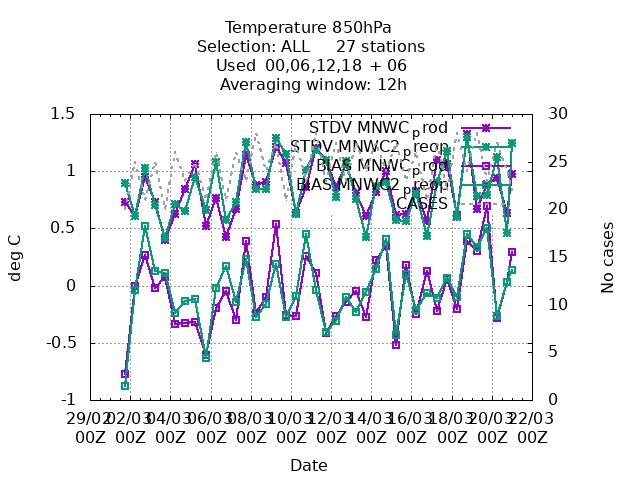 Temperature 850hPa
Selection: ALL 27 stations
Used 00,06,12,18 + 06
Averaging window: 12h
1.5
1
0.5
0
-0.5
-1
deg C
30
25
20
15
10
5
0
No cases
STDV MNWC_prod
STDV MNWC2_preop
BIAS MNWC_prod
BIAS MNWC2_preop
CASES
29/02 02/03 04/03 06/03 08/03 10/03 12/03 14/03 16/03 18/03 20/03 22/03
00Z 00Z 00Z 00Z 00Z 00Z 00Z 00Z 00Z 00Z 00Z 00Z
Date